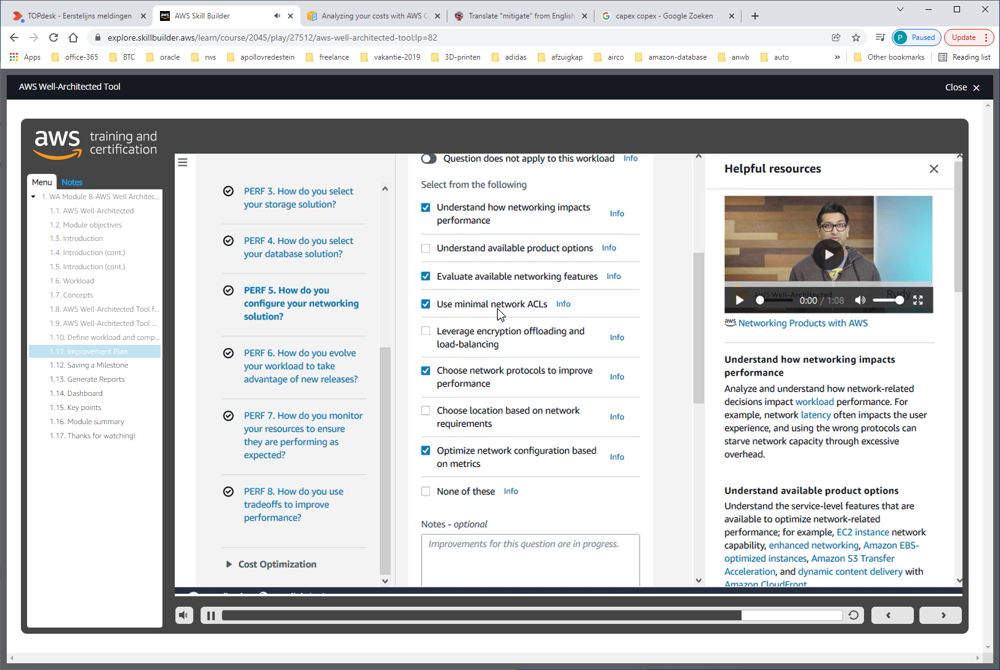 TOPdesk - Eerstelijns meldingen
AWS Skill Builder
Analyzing your costs with AWS C
Translate "mitigate" from English
capex copex - Google Zoeken
explore.skillbuilder.aws/learn/course/2045/play/27512/aws-well-architected-tool;lp=82
P Paused
Update
Apps office-365 BTC oracle rws apollovredestein freelance vakantie-2019 3D-printen adidas afzuigkap airco amazon-database anwb auto » Other bookmarks Reading list
AWS Well-Architected Tool
Close
aws training and
certification
Menu Notes
1. WA Module 8-AWS Well Architec...
1.1. AWS Well-Architected
1.2. Module objectives
1.3. Introduction
1.4. Introduction (cont.)
1.5. Introduction (cont.)
1.6. Workload
1.7. Concepts
1.8. AWS Well-Architected Tool f...
1.9. AWS Well-Architected Tool ...
1.10. Define workload and comp...
1.11. Improvement Plan
1.12. Saving a Milestone
1.13. Generate Reports
1.14. Dashboard
1.15. Key points
1.16. Module summary
1.17. Thanks for watching!
PERF 3. How do you select
your storage solution?
PERF 4. How do you select
your database solution?
PERF 5. How do you
configure your networking
solution?
PERF 6. How do you evolve
your workload to take
advantage of new releases?
PERF 7. How do you monitor
your resources to ensure
they are performing as
expected?
PERF 8. How do you use
tradeoffs to improve
performance?
Cost Optimization
Question does not apply to this workload Info
Select from the following
Understand how networking impacts
performance
Info
Understand available product options Info
Evaluate available networking features Info
Use minimal network ACLs Info
Leverage encryption offloading and
load-balancing
Info
Choose network protocols to improve
performance
Info
Choose location based on network
requirements
Info
Optimize network configuration based
on metrics
Info
None of these Info
Notes - optional
Improvements for this question are in progress.
Helpful resources
AWS Well-Architected
Rudy
0:00 / 1:08
aws Networking Products with AWS
Understand how networking impacts
performance
Analyze and understand how network-related
decisions impact workload performance. For
example, network latency often impacts the user
experience, and using the wrong protocols can
starve network capacity through excessive
overhead.
Understand available product options
Understand the service-level features that are
available to optimize network-related
performance; for example, EC2 instance network
capability, enhanced networking, Amazon EBS-
optimized instances, Amazon S3 Transfer
Acceleration, and dynamic content delivery with
Amazon CloudFront